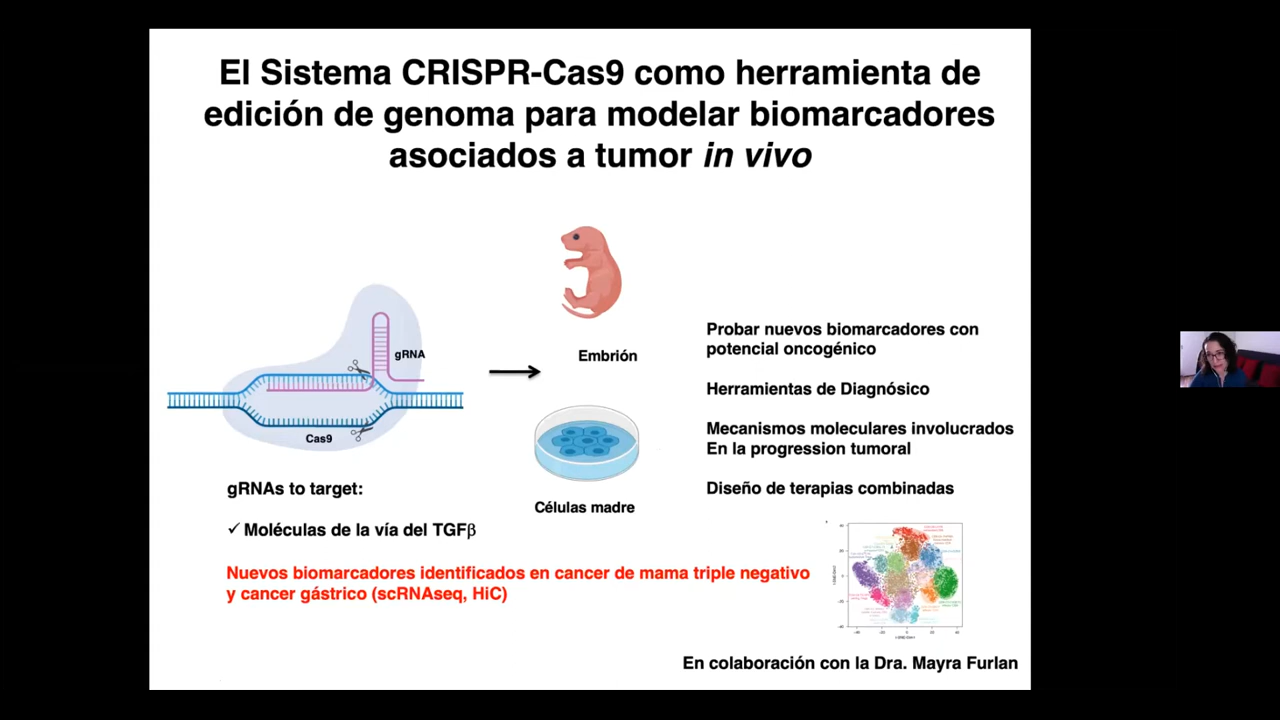 El Sistema CRISPR-Cas9 como herramienta de
edición de genoma para modelar biomarcadores
asociados a tumor in vivo
gRNA
Cas9
Embrión
Células madre
Probar nuevos biomarcadores con
potencial oncogénico
Herramientas de Diagnósico
Mecanismos moleculares involucrados
En la progression tumoral
Diseño de terapias combinadas
gRNAs to target:
✓ Moléculas de la vía del TGFβ
Nuevos biomarcadores identificados en cancer de mama triple negativo
y cancer gástrico (scRNAseq, HiC)
En colaboración con la Dra. Mayra Furlan